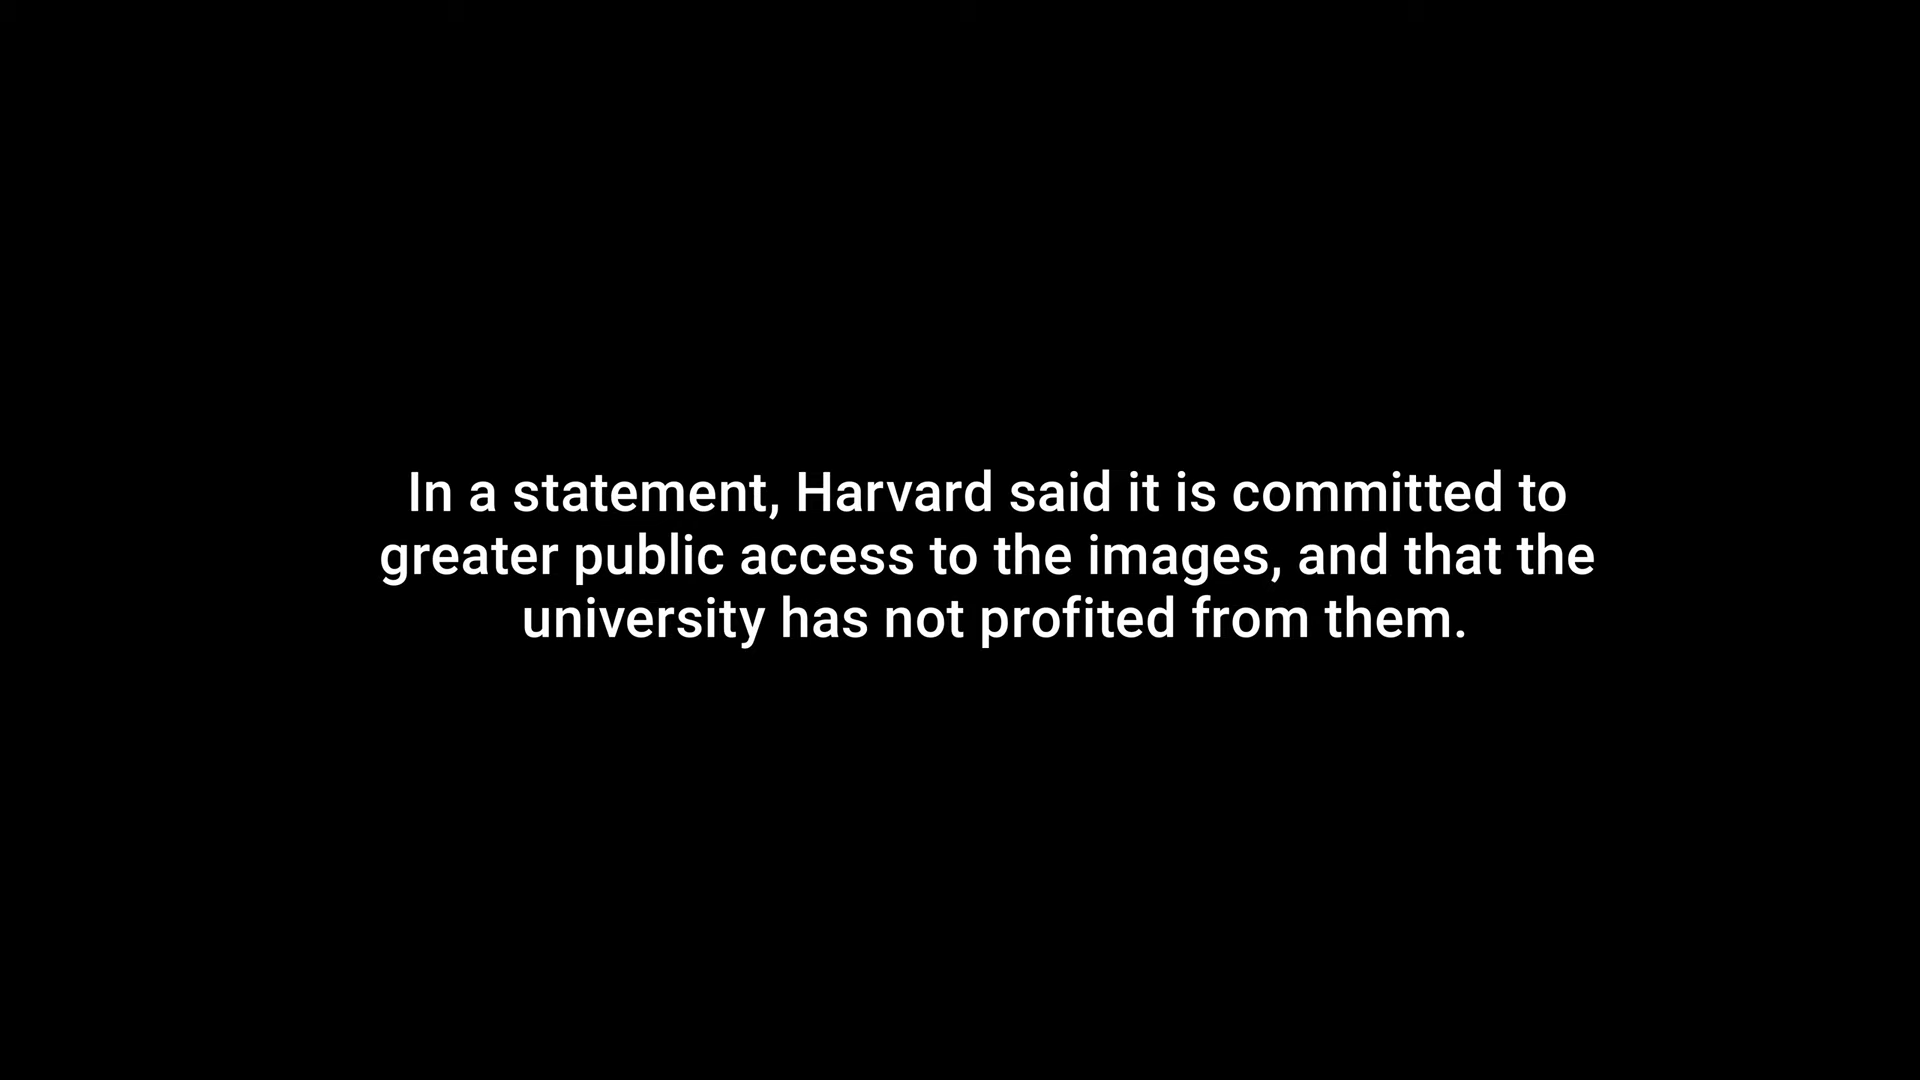 In a statement, Harvard said it is committed to
greater public access to the images, and that the
university has not profited from them.